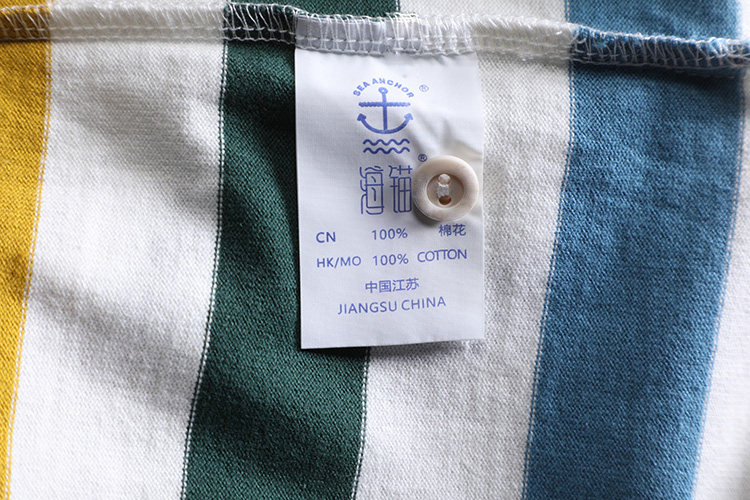 SEA ANCHOR ®
海锚 ®
CN 100% 棉花
HK/MO 100% COTTON
中国江苏
JIANGSU CHINA